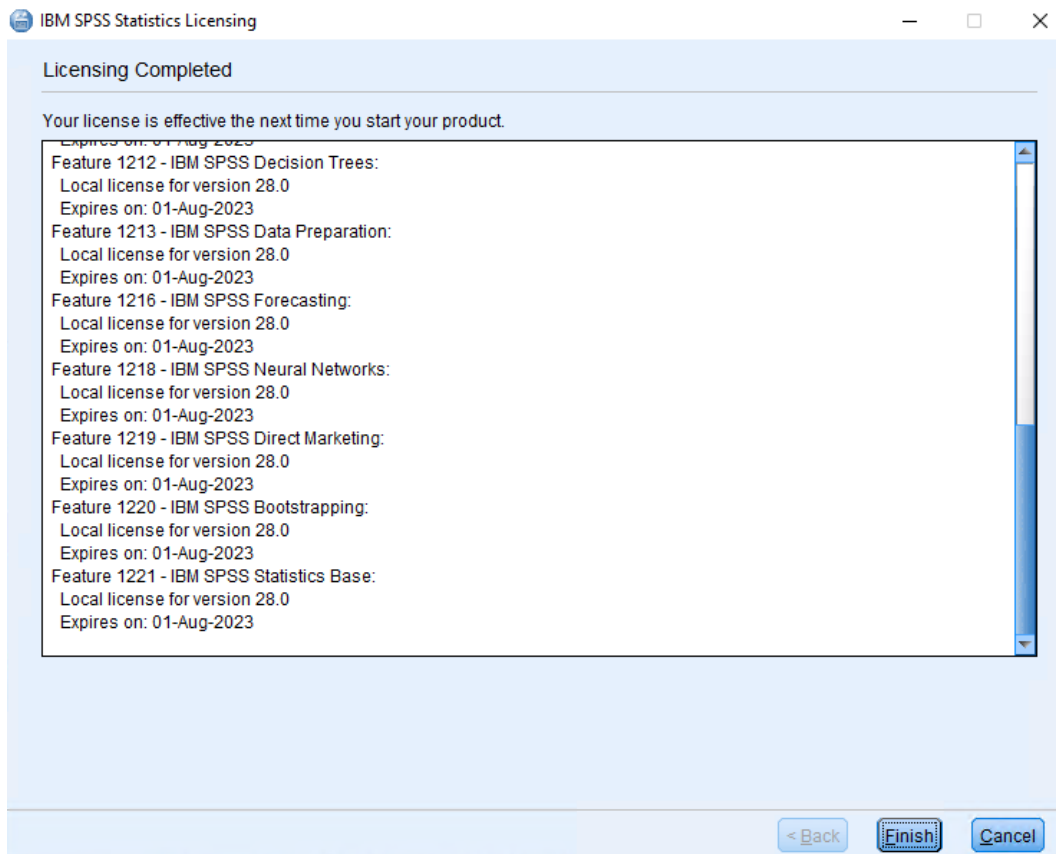 IBM SPSS Statistics Licensing
Licensing Completed
Your license is effective the next time you start your product.
Expires on: 01-Aug-2023
Feature 1212 - IBM SPSS Decision Trees:
Local license for version 28.0
Expires on: 01-Aug-2023
Feature 1213 - IBM SPSS Data Preparation:
Local license for version 28.0
Expires on: 01-Aug-2023
Feature 1216 - IBM SPSS Forecasting:
Local license for version 28.0
Expires on: 01-Aug-2023
Feature 1218 - IBM SPSS Neural Networks:
Local license for version 28.0
Expires on: 01-Aug-2023
Feature 1219 - IBM SPSS Direct Marketing:
Local license for version 28.0
Expires on: 01-Aug-2023
Feature 1220 - IBM SPSS Bootstrapping:
Local license for version 28.0
Expires on: 01-Aug-2023
Feature 1221 - IBM SPSS Statistics Base:
Local license for version 28.0
Expires on: 01-Aug-2023
< Back Finish Cancel